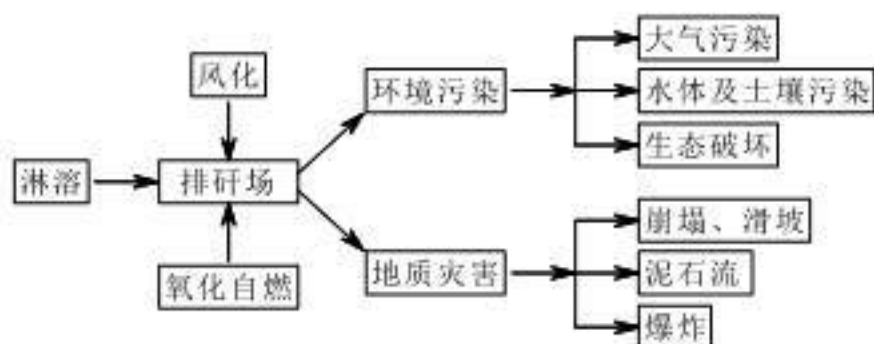 大气污染
风化
环境污染
水体及土壤污染
生态破坏
淋溶
排矸场
崩塌、滑坡
氧化自燃
地质灾害
泥石流
爆炸